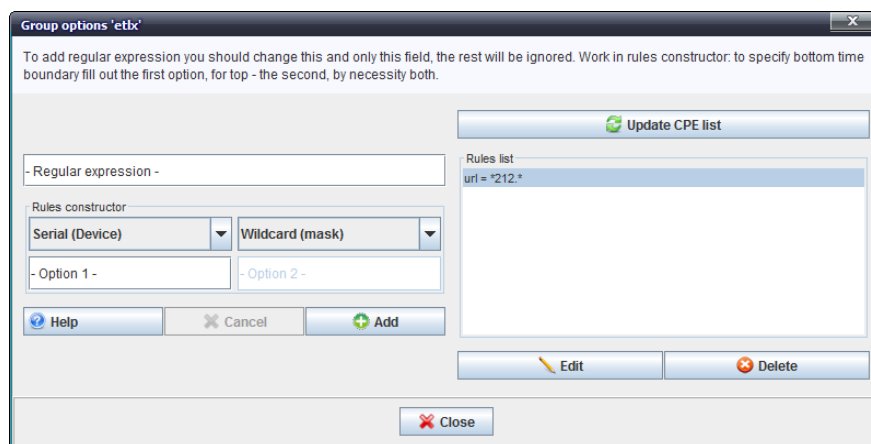 Group options 'etlx'
To add regular expression you should change this and only this field, the rest will be ignored. Work in rules constructor: to specify bottom time
boundary fill out the first option, for top - the second, by necessity both.
Update CPE list
- Regular expression -
Rules list
url = *212.*
Rules constructor
Serial (Device)
Wildcard (mask)
- Option 1 -
- Option 2 -
Help
Cancel
Add
Edit
Delete
Close